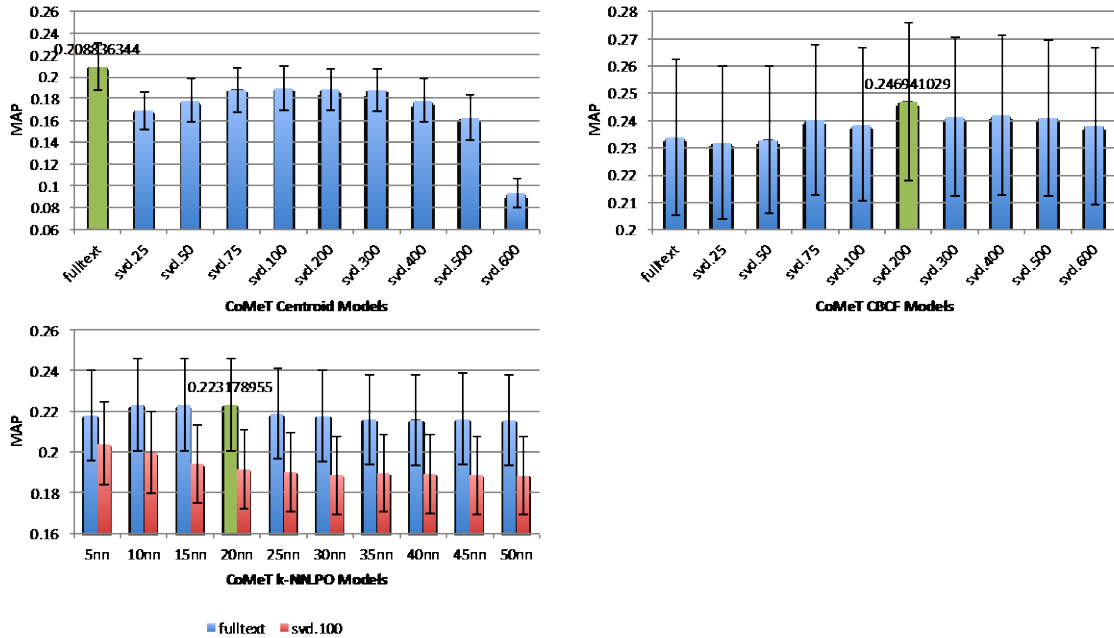 0.24
0.22
0.2
0.18
0.16
0.14
0.12
0.1
0.08
0.06
MAP
0.208836344
fulltext
svd.25
svd.50
svd.75
svd.100
svd.200
svd.300
svd.400
svd.500
svd.600
CoMeT Centroid Models
0.28
0.27
0.26
0.25
0.24
0.23
0.22
0.21
0.2
MAP
0.246941029
fulltext
svd.25
svd.50
svd.75
svd.100
svd.200
svd.300
svd.400
svd.500
svd.600
CoMeT CBCF Models
0.26
0.24
0.22
0.2
0.18
0.16
MAP
0.223178955
5nn 10nn 15nn 20nn 25nn 30nn 35nn 40nn 45nn 50nn
CoMeT k-NN.PO Models
fulltext svd.100